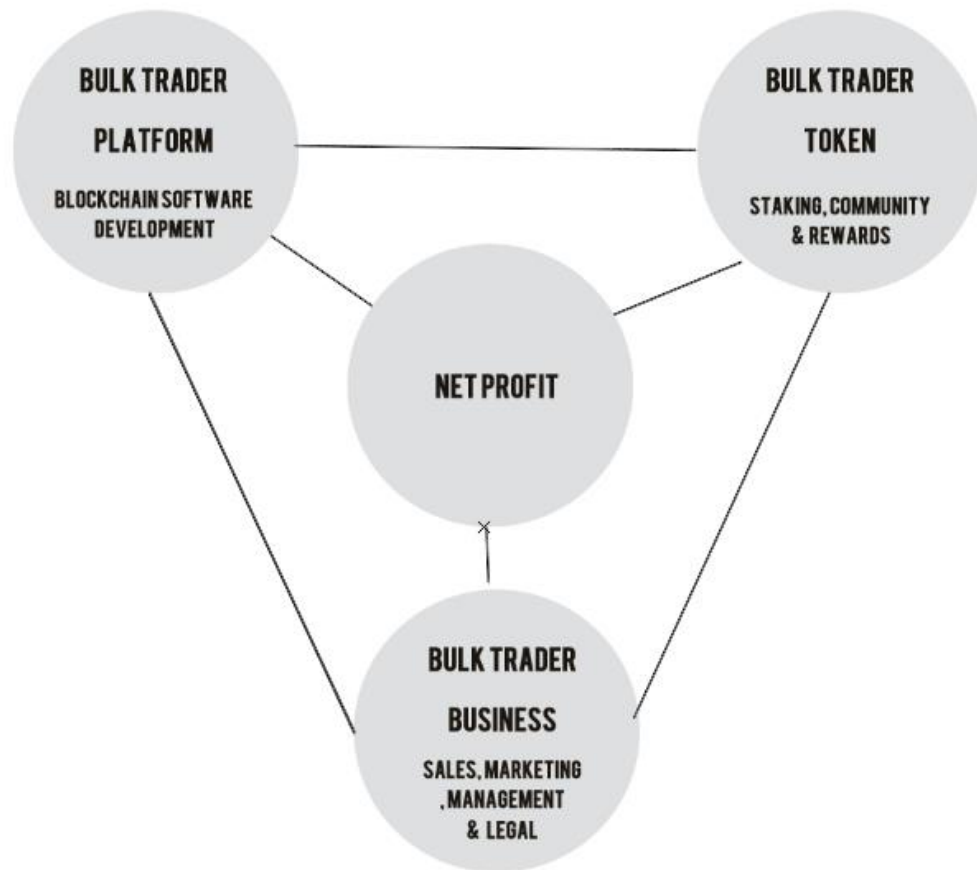 BULK TRADER
PLATFORM
BLOCKCHAIN SOFTWARE
DEVELOPMENT
BULK TRADER
TOKEN
STAKING, COMMUNITY
& REWARDS
NET PROFIT
BULK TRADER
BUSINESS
SALES, MARKETING
, MANAGEMENT
& LEGAL